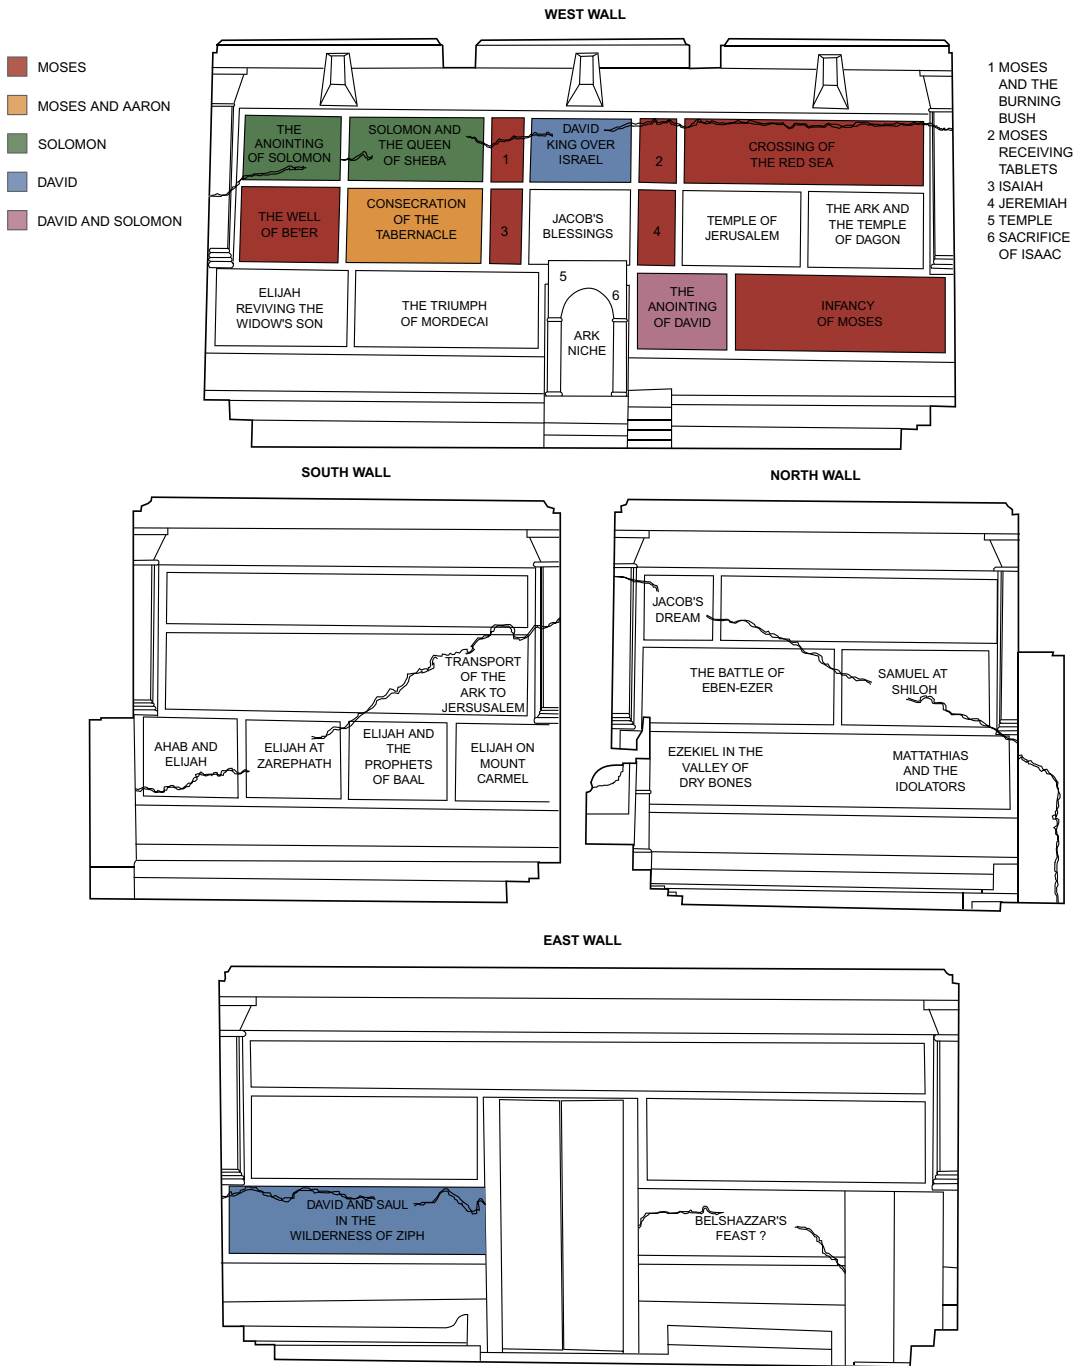 WEST WALL
MOSES
MOSES AND AARON
SOLOMON
DAVID
DAVID AND SOLOMON
1 MOSES
AND THE
BURNING
BUSH
2 MOSES
RECEIVING
TABLETS
3 ISAIAH
4 JEREMIAH
5 TEMPLE
6 SACRIFICE
OF ISAAC
THE
ANOINTING
OF SOLOMON
SOLOMON AND
THE QUEEN
OF SHEBA
1
DAVID
KING OVER
ISRAEL
2
CROSSING OF
THE RED SEA
THE WELL
OF BE'ER
CONSECRATION
OF THE
TABERNACLE
3
JACOB'S
BLESSINGS
4
TEMPLE OF
JERUSALEM
THE ARK AND
THE TEMPLE
OF DAGON
ELIJAH
REVIVING THE
WIDOW'S SON
THE TRIUMPH
OF MORDECAI
5
6
ARK
NICHE
THE
ANOINTING
OF DAVID
INFANCY
OF MOSES
SOUTH WALL
TRANSPORT
OF THE
ARK TO
JERSUSALEM
AHAB AND
ELIJAH
ELIJAH AT
ZAREPHATH
ELIJAH AND
THE
PROPHETS
OF BAAL
ELIJAH ON
MOUNT
CARMEL
NORTH WALL
JACOB'S
DREAM
THE BATTLE OF
EBEN-EZER
SAMUEL AT
SHILOH
EZEKIEL IN THE
VALLEY OF
DRY BONES
MATTATHIAS
AND THE
IDOLATORS
EAST WALL
DAVID AND SAUL
IN THE
WILDERNESS OF ZIPH
BELSHAZZAR'S
FEAST ?